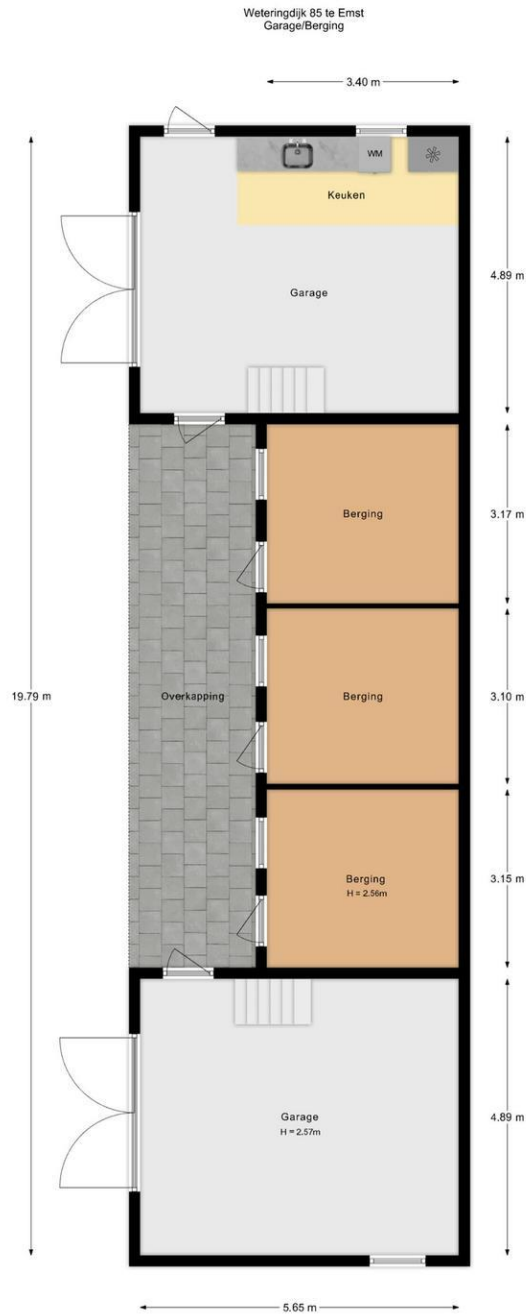 Weteringdijk 85 te Emst
Garage/Berging
3.40 m
WM
Keuken
4.89 m
Garage
Berging
3.17 m
19.79 m
Overkapping
Berging
3.10 m
Berging
H = 2.56m
3.15 m
Garage
H = 2.57m
4.89 m
5.65 m